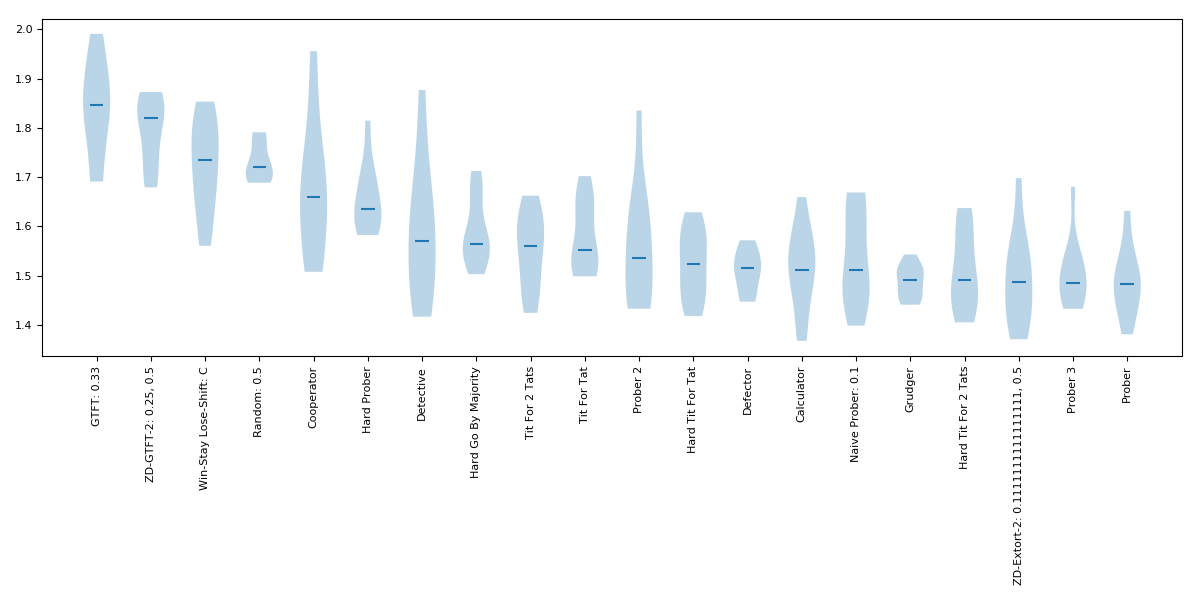 2.0
1.9
1.8
1.7
1.6
1.5
1.4
GTFT: 0.33
ZD-GTFT-2: 0.25, 0.5
Win-Stay Lose-Shift: C
Random: 0.5
Cooperator
Hard Prober
Detective
Hard Go By Majority
Tit For 2 Tats
Tit For Tat
Prober 2
Hard Tit For Tat
Defector
Calculator
Naive Prober: 0.1
Grudger
Hard Tit For 2 Tats
ZD-Extort-2: 0.1111111111111111, 0.5
Prober 3
Prober